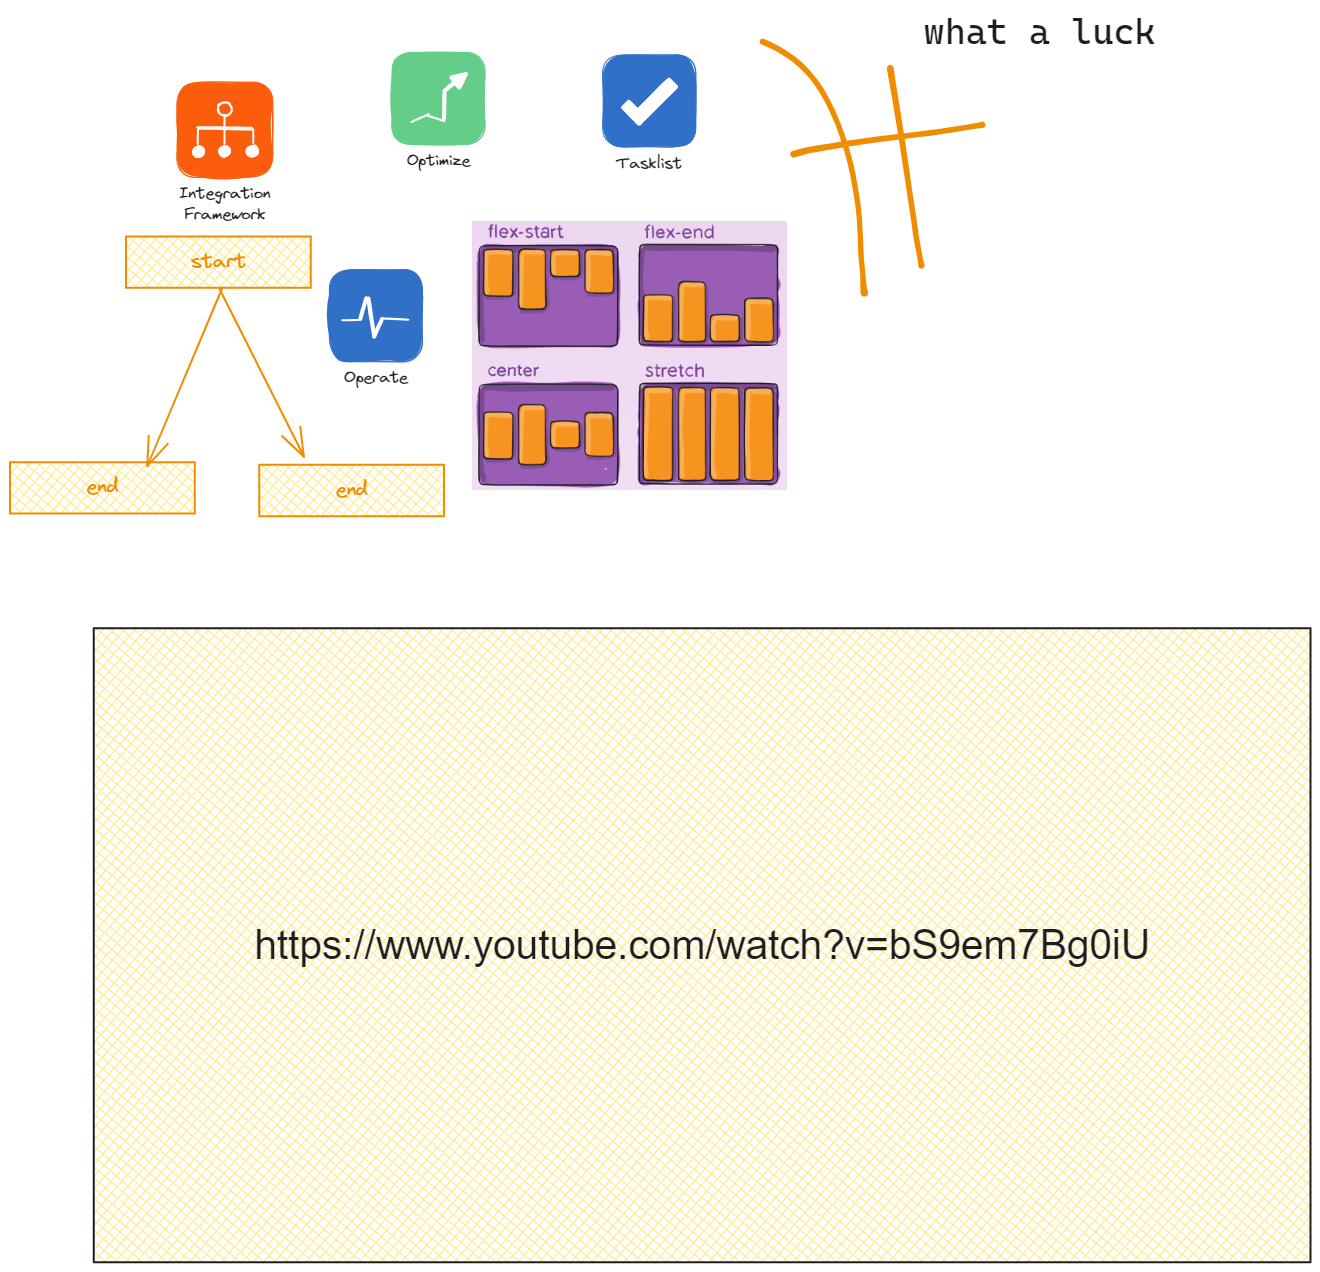 what a luck
Optimize
Tasklist
Integration
Framework
flex-start
flex-end
start
center
stretch
Operate
end
end
https://www.youtube.com/watch?v=bS9em7Bg0iU